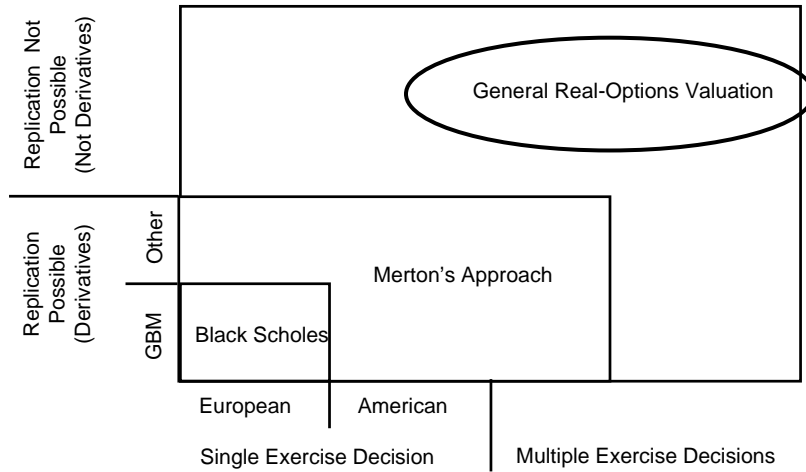 Replication Not
Possible
(Not Derivatives)
General Real-Options Valuation
Replication
Possible
(Derivatives)
Other
GBM
Merton's Approach
Black Scholes
European
American
Single Exercise Decision
Multiple Exercise Decisions